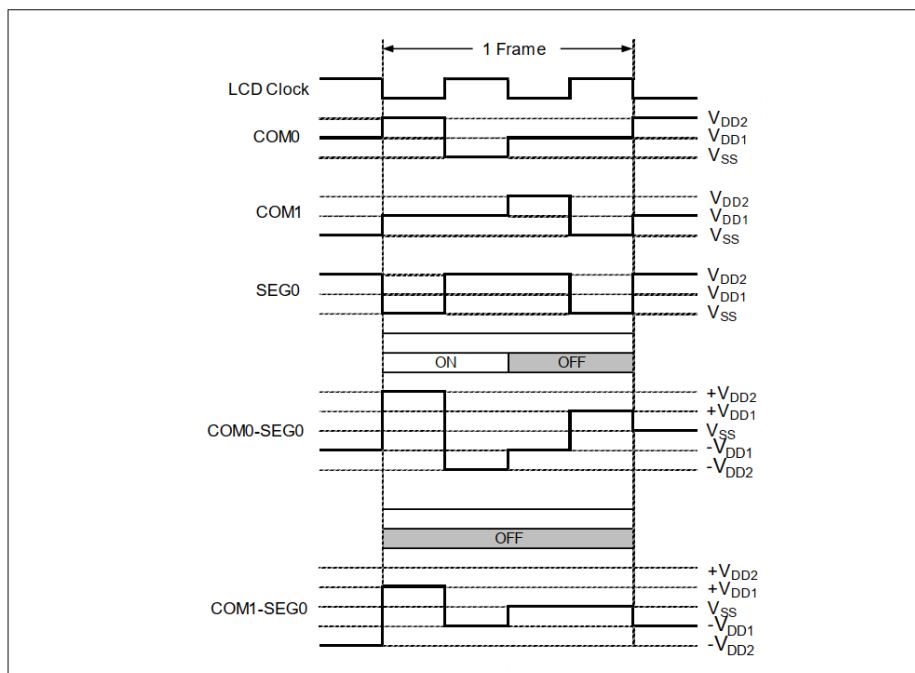 1 Frame
LCD Clock
VDD2
COM0
VDD1
VSS
VDD2
COM1
VDD1
VSS
VDD2
SEG0
VDD1
VSS
ON OFF
+VDD2
+VDD1
COM0-SEG0
VSS
-VDD1
-VDD2
OFF
+VDD2
+VDD1
COM1-SEG0
VSS
-VDD1
-VDD2